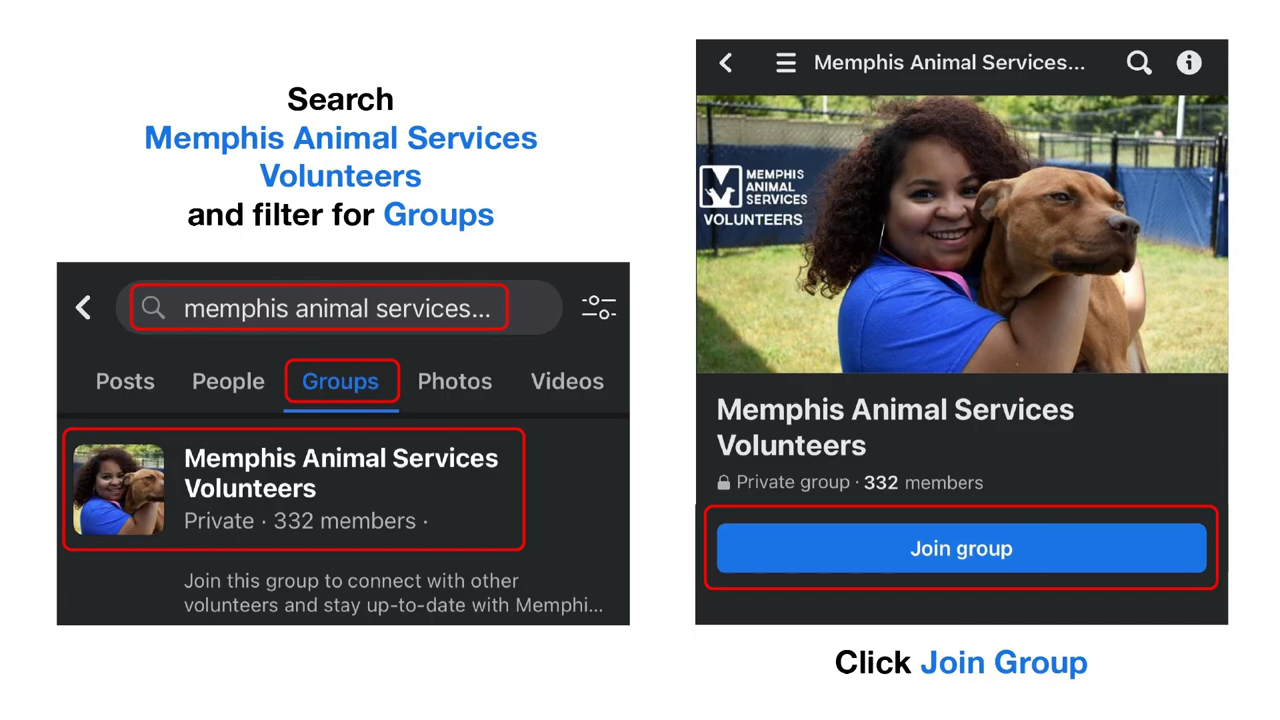 Search
Memphis Animal Services
Volunteers
and filter for Groups
memphis animal services...
Posts People Groups Photos Videos
Memphis Animal Services
Volunteers
Private · 332 members ·
Join this group to connect with other
volunteers and stay up-to-date with Memphi...
Memphis Animal Services...
MEMPHIS
ANIMAL
SERVICES
VOLUNTEERS
Memphis Animal Services
Volunteers
Private group · 332 members
Join group
Click Join Group